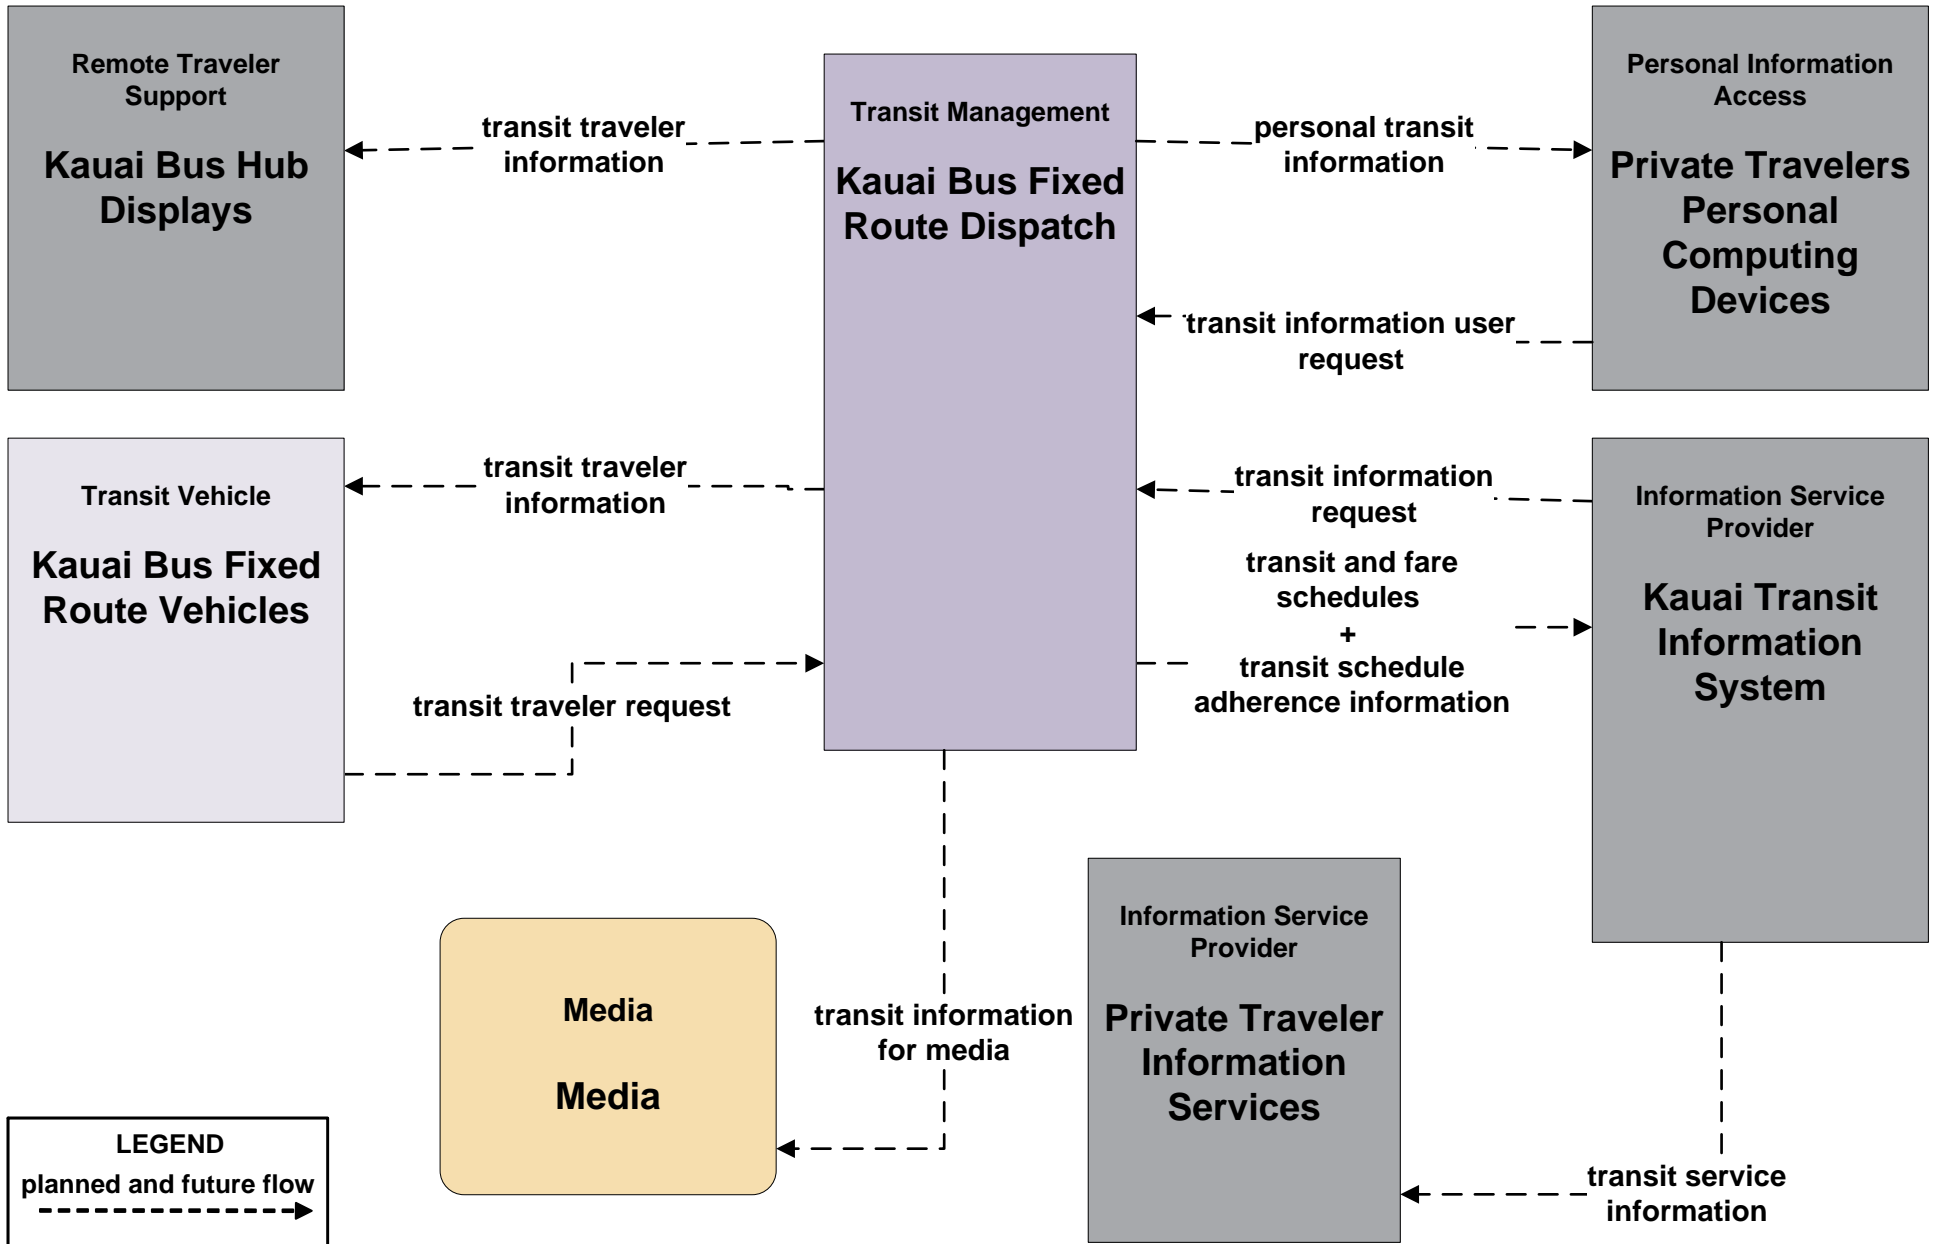 Remote Traveler
Support
Kauai Bus Hub
Displays
transit traveler
information
Transit Management
Kauai Bus Fixed
Route Dispatch
personal transit
information
Personal Information
Access
Private Travelers
Personal
Computing
Devices
transit information user
request
Transit Vehicle
Kauai Bus Fixed
Route Vehicles
transit traveler
information
transit traveler request
transit information
request
transit and fare
schedules
+
transit schedule
adherence information
Information Service
Provider
Kauai Transit
Information
System
Media
Media
transit information
for media
Information Service
Provider
Private Traveler
Information
Services
transit service
information
LEGEND
planned and future flow